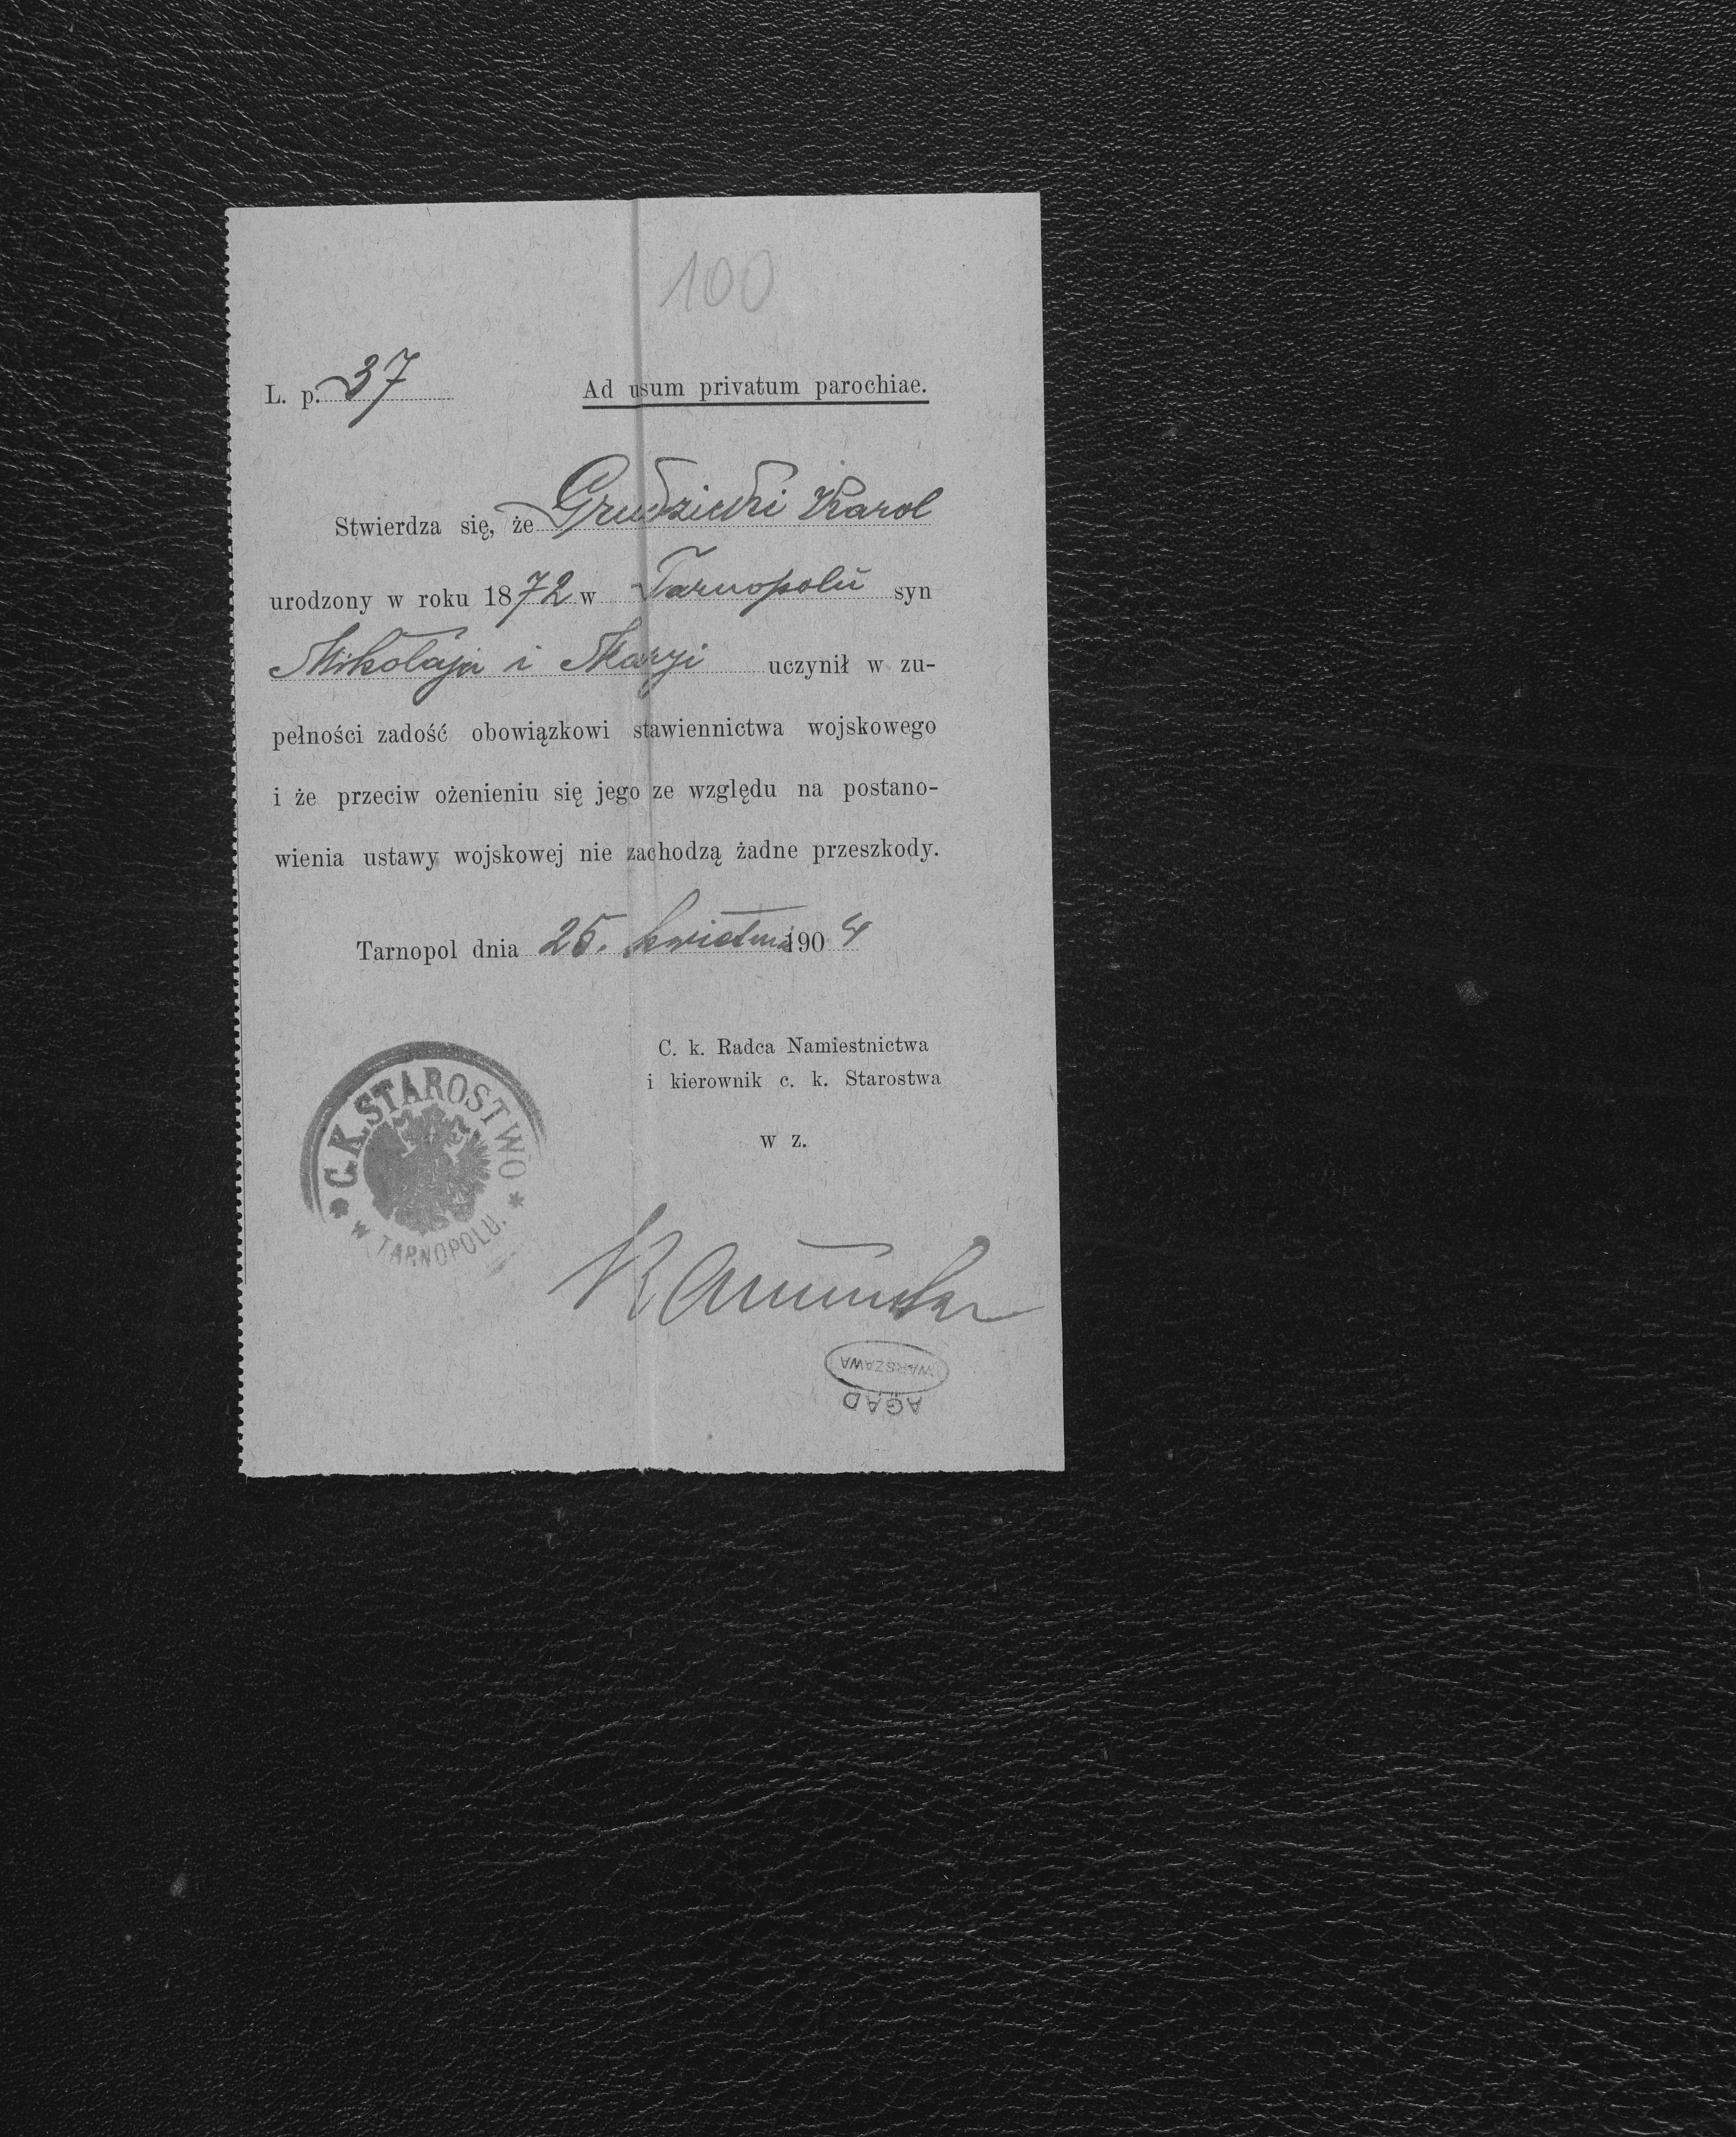 100
L. p. 37 Ad usum privatum parochiae.
Stwierdza się, że Grudzicki Karol
urodzony w roku 1872 w Tarnopolu syn
Mikołaja i Maryi uczynił w zu-
pełności zadość obowiązkowi stawiennictwa wojskowego
i że przeciw ożenieniu się jego ze względu na postano-
wienia ustawy wojskowej nie zachodzą żadne przeszkody.
Tarnopol dnia 25. kwietnia 1904
C. k. Radca Namiestnictwa
i kierownik c. k. Starostwa
w z.
* C.K. STAROSTWO *
W TARNOPOLU.
WARSZAWA
AGAD